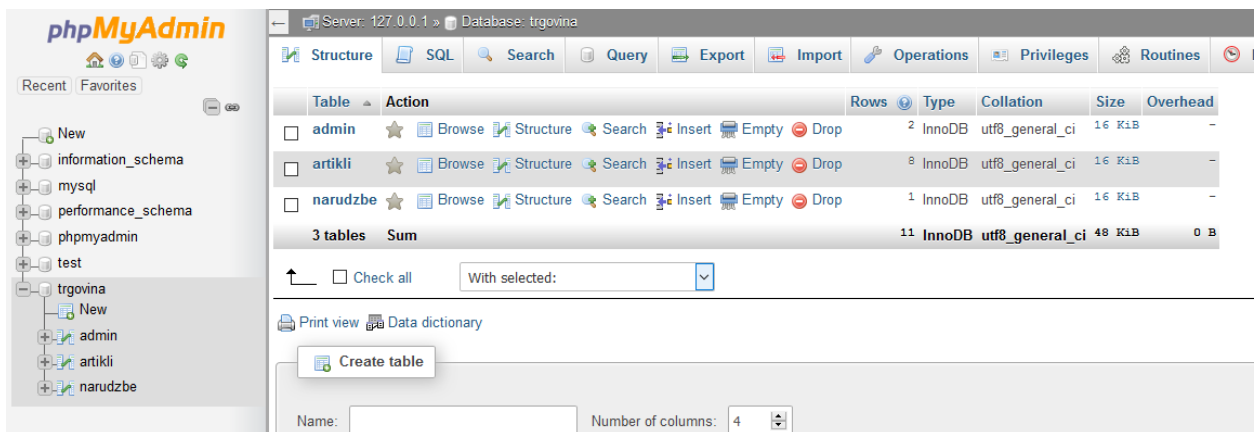 phpMyAdmin
Recent Favorites
New
information_schema
mysql
performance_schema
phpmyadmin
test
trgovina
New
admin
artikli
narudzbe
Server: 127.0.0.1 » Database: trgovina
Structure SQL Search Query Export Import Operations Privileges Routines
Table Action Rows Type Collation Size Overhead
admin Browse Structure Search Insert Empty Drop 2 InnoDB utf8_general_ci 16 KiB -
artikli Browse Structure Search Insert Empty Drop 8 InnoDB utf8_general_ci 16 KiB -
narudzbe Browse Structure Search Insert Empty Drop 1 InnoDB utf8_general_ci 16 KiB -
3 tables Sum 11 InnoDB utf8_general_ci 48 KiB 0 B
Check all With selected:
Print view Data dictionary
Create table
Name: Number of columns: 4